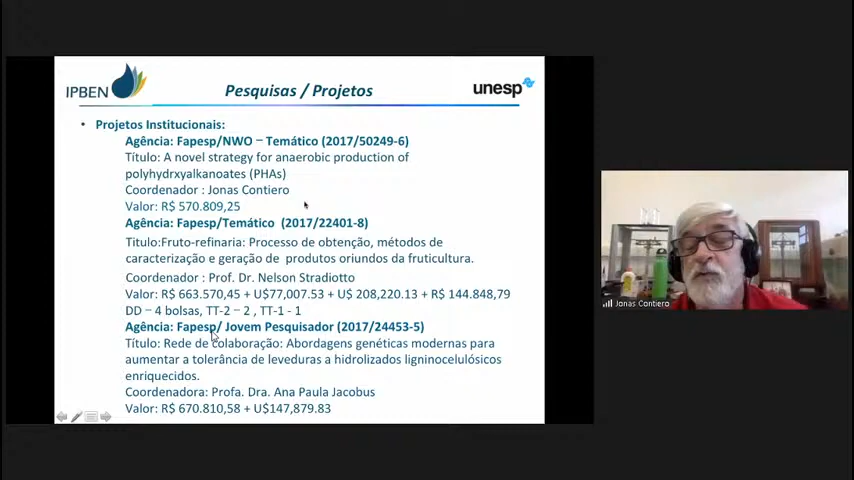 IPBEN
Pesquisas / Projetos
unesp
• Projetos Institucionais:
Agência: Fapesp/NWO – Temático (2017/50249-6)
Título: A novel strategy for anaerobic production of
polyhydrxyalkanoates (PHAs)
Coordenador : Jonas Contiero
Valor: R$ 570.809,25
Agência: Fapesp/Temático (2017/22401-8)
Titulo:Fruto-refinaria: Processo de obtenção, métodos de
caracterização e geração de produtos oriundos da fruticultura.
Coordenador : Prof. Dr. Nelson Stradiotto
Valor: R$ 663.570,45 + U$77,007.53 + U$ 208,220.13 + R$ 144.848,79
DD – 4 bolsas, TT-2 – 2 , TT-1 - 1
Agência: Fapesp/ Jovem Pesquisador (2017/24453-5)
Título: Rede de colaboração: Abordagens genéticas modernas para
aumentar a tolerância de leveduras a hidrolizados ligninocelulósicos
enriquecidos.
Coordenadora: Profa. Dra. Ana Paula Jacobus
Valor: R$ 670.810,58 + U$147,879.83
Jonas Contiero